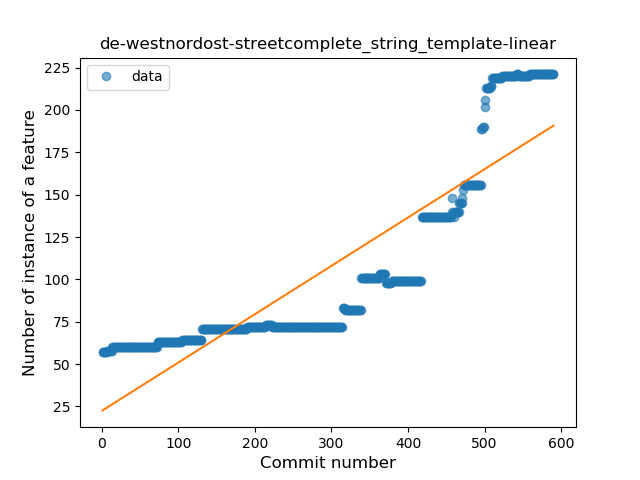 de-westnordost-streetcomplete_string_template-linear
data
Number of instance of a feature
225
200
175
150
125
100
75
50
25
0 100 200 300 400 500 600
Commit number